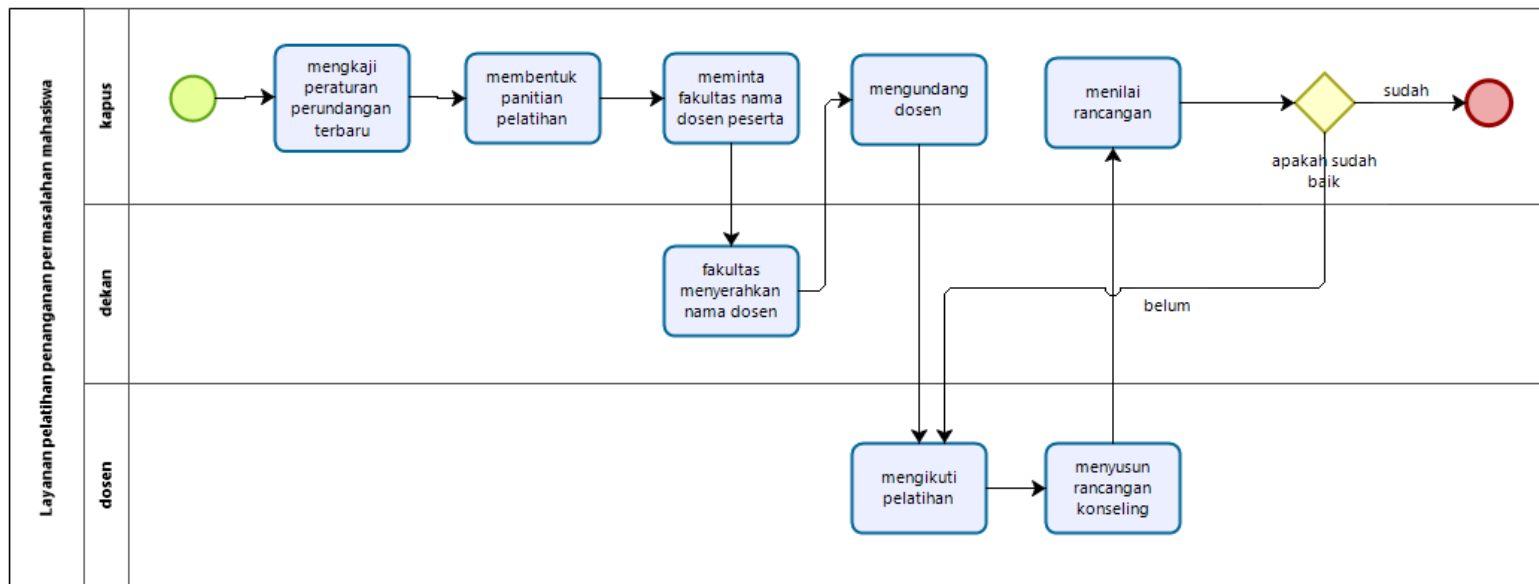 Layanan pelatihan penanganan permasalahan mahasiswa
kapus
mengkaji
peraturan
perundangan
terbaru
membentuk
panitian
pelatihan
meminta
fakultas nama
dosen peserta
mengundang
dosen
menilai
rancangan
sudah
apakah sudah
baik
dekan
fakultas
menyerahkan
nama dosen
belum
dosen
mengikuti
pelatihan
menyusun
rancangan
konseling